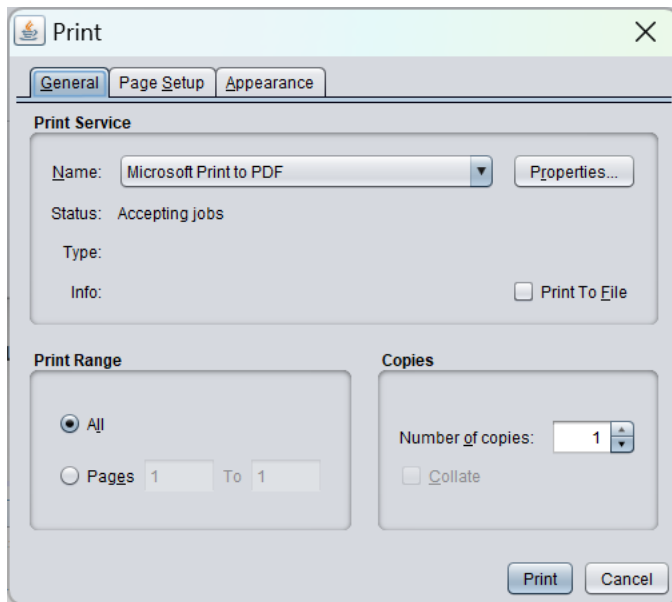 Print
General Page Setup Appearance
Print Service
Name: Microsoft Print to PDF Properties...
Status: Accepting jobs
Type:
Info: Print To File
Print Range Copies
All
Number of copies: 1
Pages 1 To 1
Collate
Print Cancel